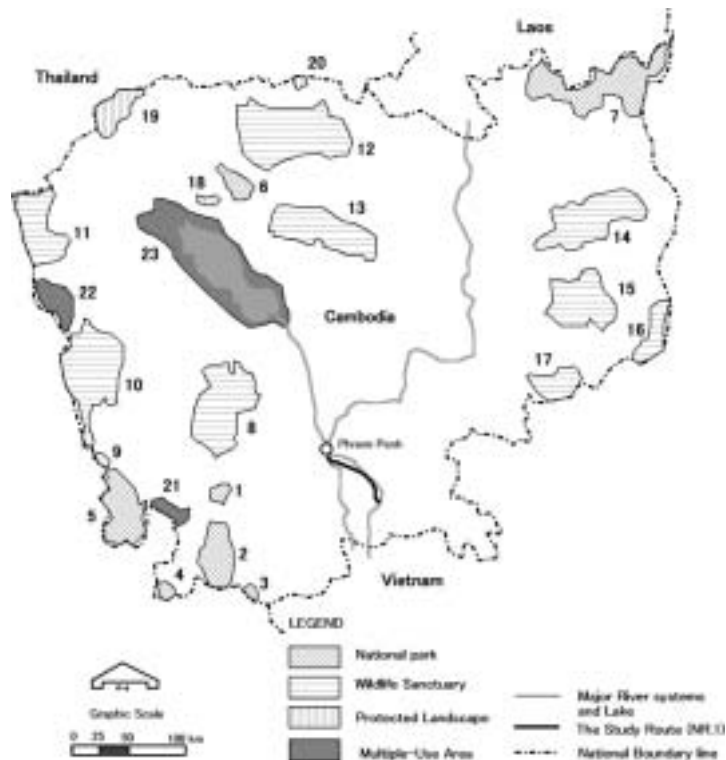 Laos
Thailand
20
19
7
12
18
6
13
11
14
23
15
22
Cambodia
16
17
10
8
Phnom Penh
9
21
1
5
2
4
3
Vietnam
LEGEND
National park
Wildlife Sanctuary
Protected Landscape
Multiple-Use Area
Major River systems
and Lake
The Study Route (NR.1)
National Boundary line
Graphic Scale
0 25 50 100 km